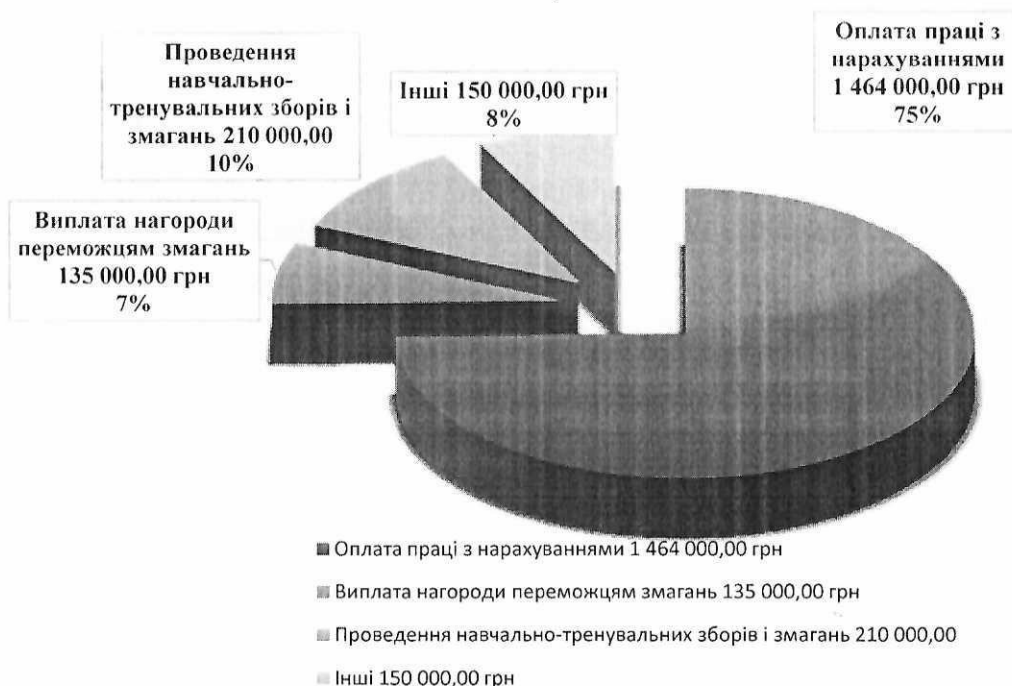 Проведення
навчально-
тренувальних зборів і
змагань 210 000,00
10%
Інші 150 000,00 грн
8%
Оплата праці з
нарахуваннями
1 464 000,00 грн
75%
Виплата нагороди
переможцям змагань
135 000,00 грн
7%
Оплата праці з нарахуваннями 1 464 000,00 грн
Виплата нагороди переможцям змагань 135 000,00 грн
Проведення навчально-тренувальних зборів і змагань 210 000,00
Інші 150 000,00 грн